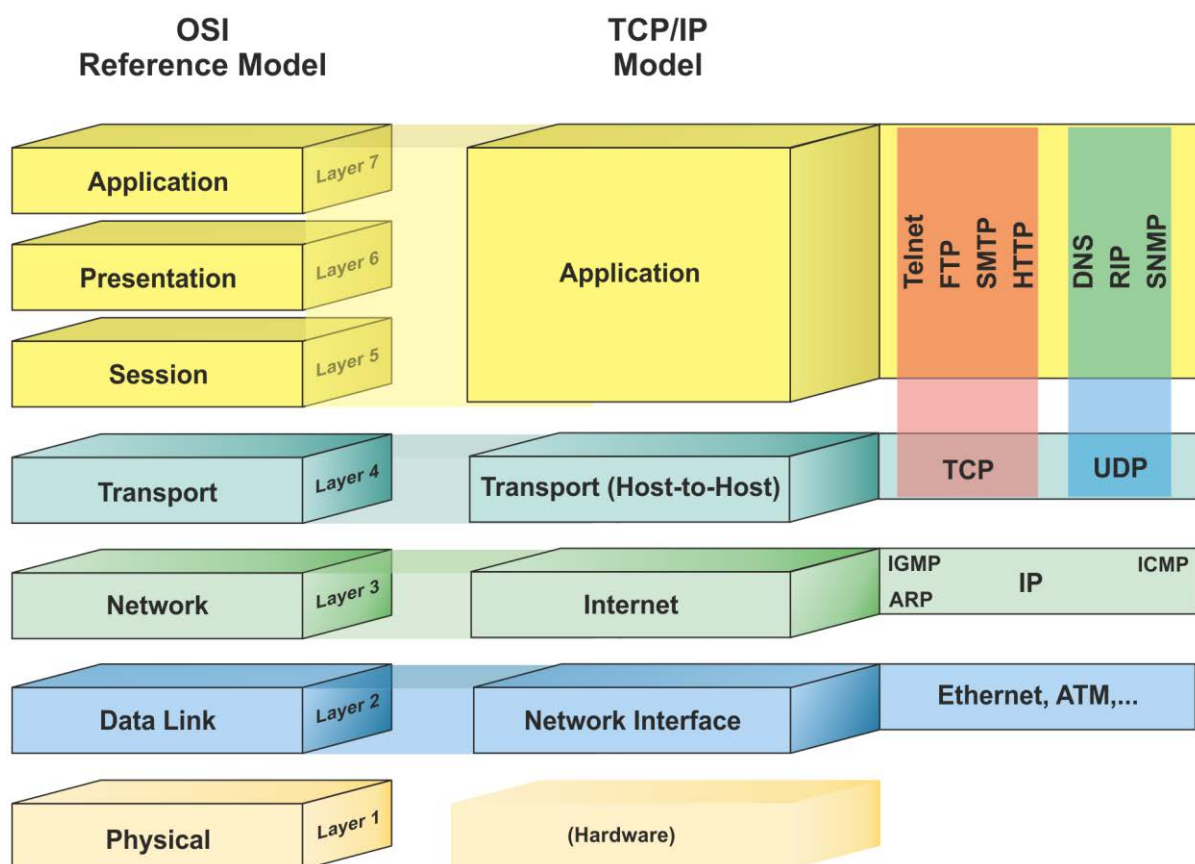 OSI
Reference Model
TCP/IP
Model
Application
Layer 7
Presentation
Layer 6
Session
Layer 5
Application
Telnet
FTP
SMTP
HTTP
DNS
RIP
SNMP
Transport
Layer 4
Transport (Host-to-Host)
TCP
UDP
Network
Layer 3
Internet
IGMP
ARP
IP
ICMP
Data Link
Layer 2
Network Interface
Ethernet, ATM,...
Physical
Layer 1
(Hardware)